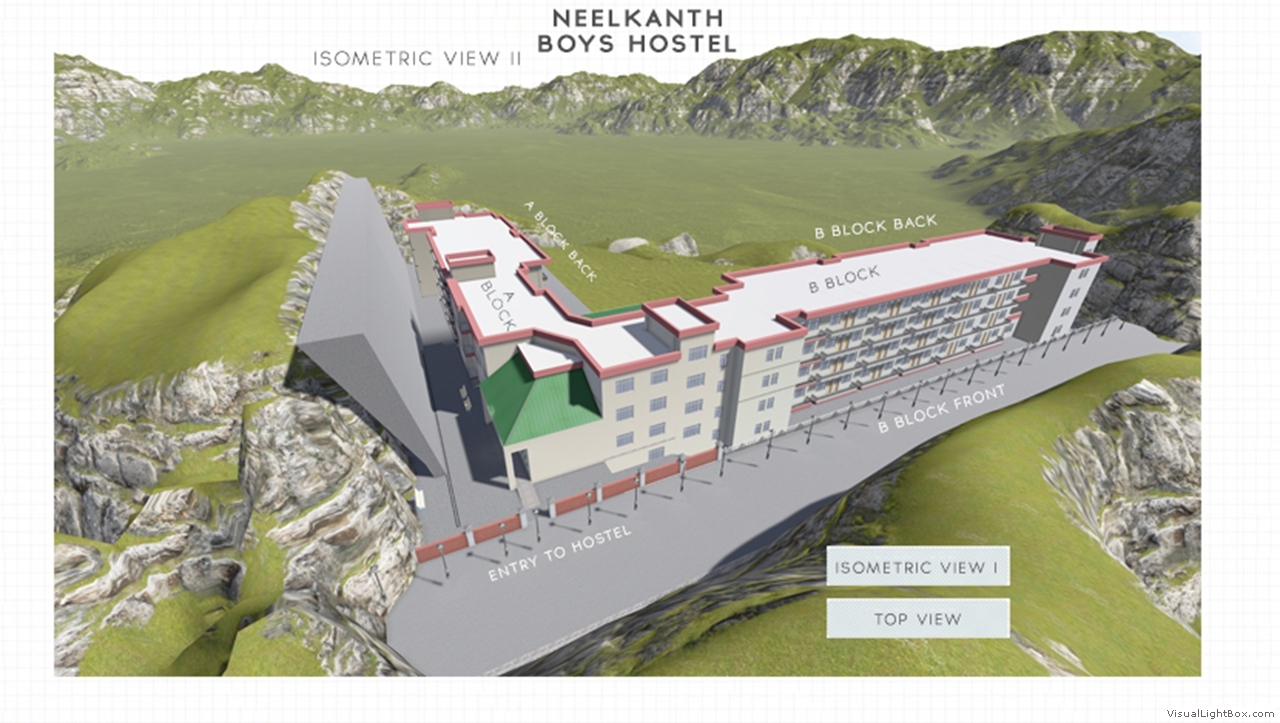 NEELKANTH
BOYS HOSTEL
ISOMETRIC VIEW II
A BLOCK BACK
B BLOCK BACK
B BLOCK
A
BLOCK
B BLOCK FRONT
ENTRY TO HOSTEL
ISOMETRIC VIEW I
TOP VIEW
VisualLightBox.com